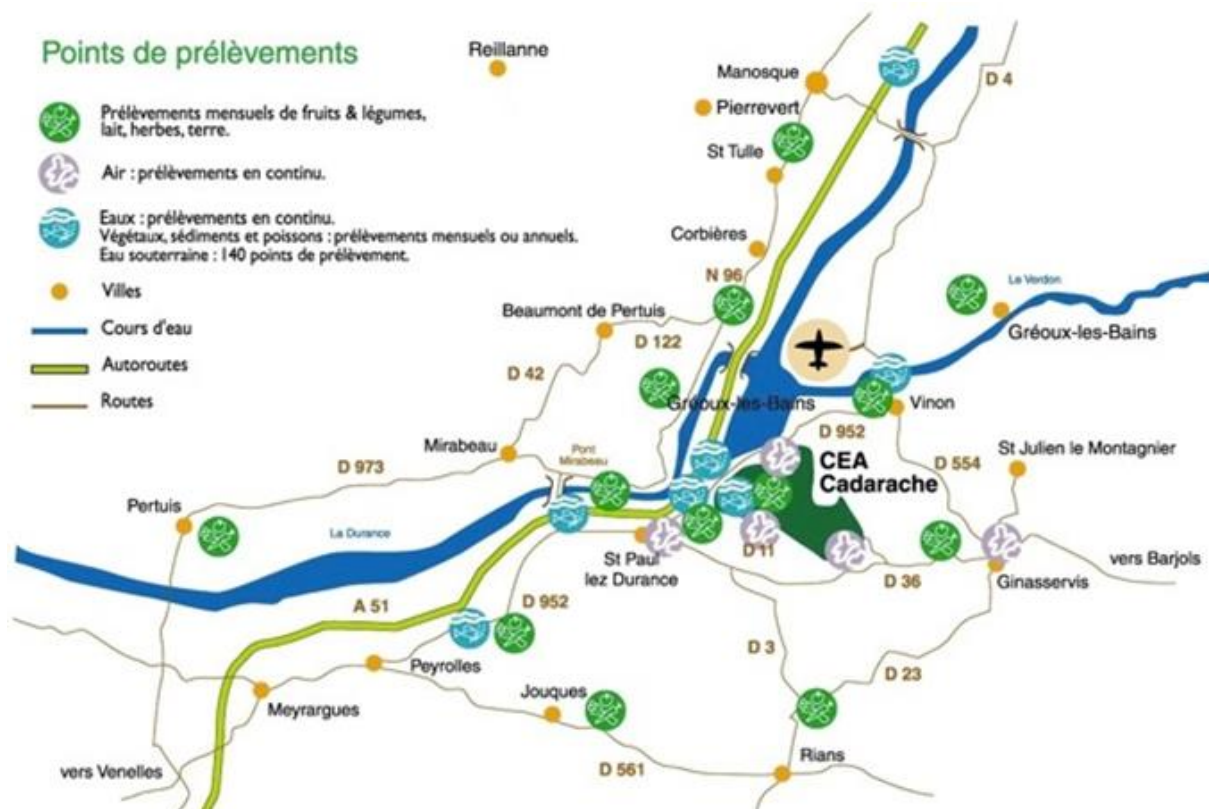 Points de prélèvements
Prélèvements mensuels de fruits & légumes,
lait, herbes, terre.
Air : prélèvements en continu.
Eaux : prélèvements en continu.
Végétaux, sédiments et poissons : prélèvements mensuels ou annuels.
Eau souterraine : 140 points de prélèvement.
Villes
Cours d'eau
Autoroutes
Routes
Reillanne
Manosque
D 4
Pierrevert
St Tulle
Corbières
N 96
Le Verdon
Beaumont de Pertuis
D 122
Gréoux-les-Bains
D 42
Gréoux-les-Bains
Vinon
D 952
Mirabeau
Pont
Mirabeau
St Julien le Montagnier
D 973
CEA
Cadarache
D 554
Pertuis
La Durance
D 11
St Paul
lez Durance
vers Barjols
D 36
Ginasservis
A 51
D 952
D 3
Peyrolles
D 23
Jouques
Meyrargues
Rians
vers Venelles
D 561